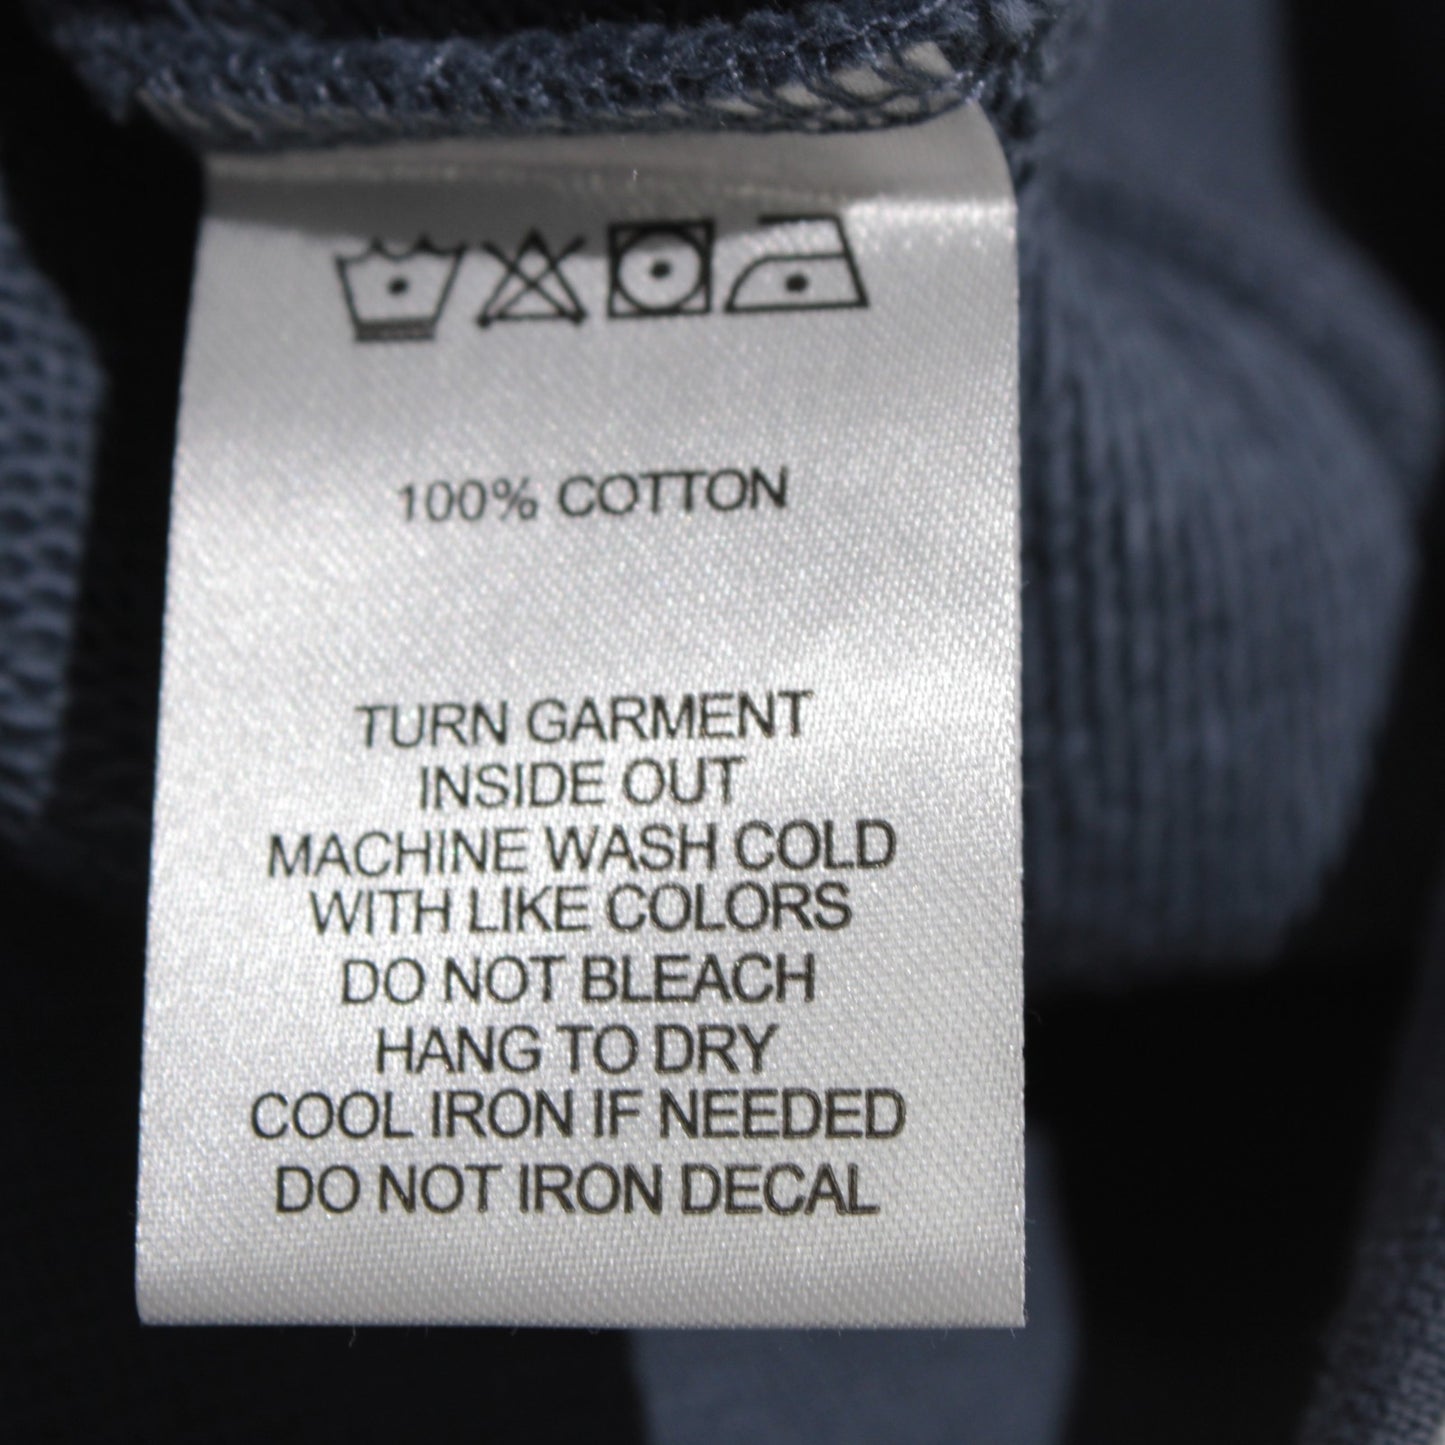 100% COTTON
TURN GARMENT
INSIDE OUT
MACHINE WASH COLD
WITH LIKE COLORS
DO NOT BLEACH
HANG TO DRY
COOL IRON IF NEEDED
DO NOT IRON DECAL